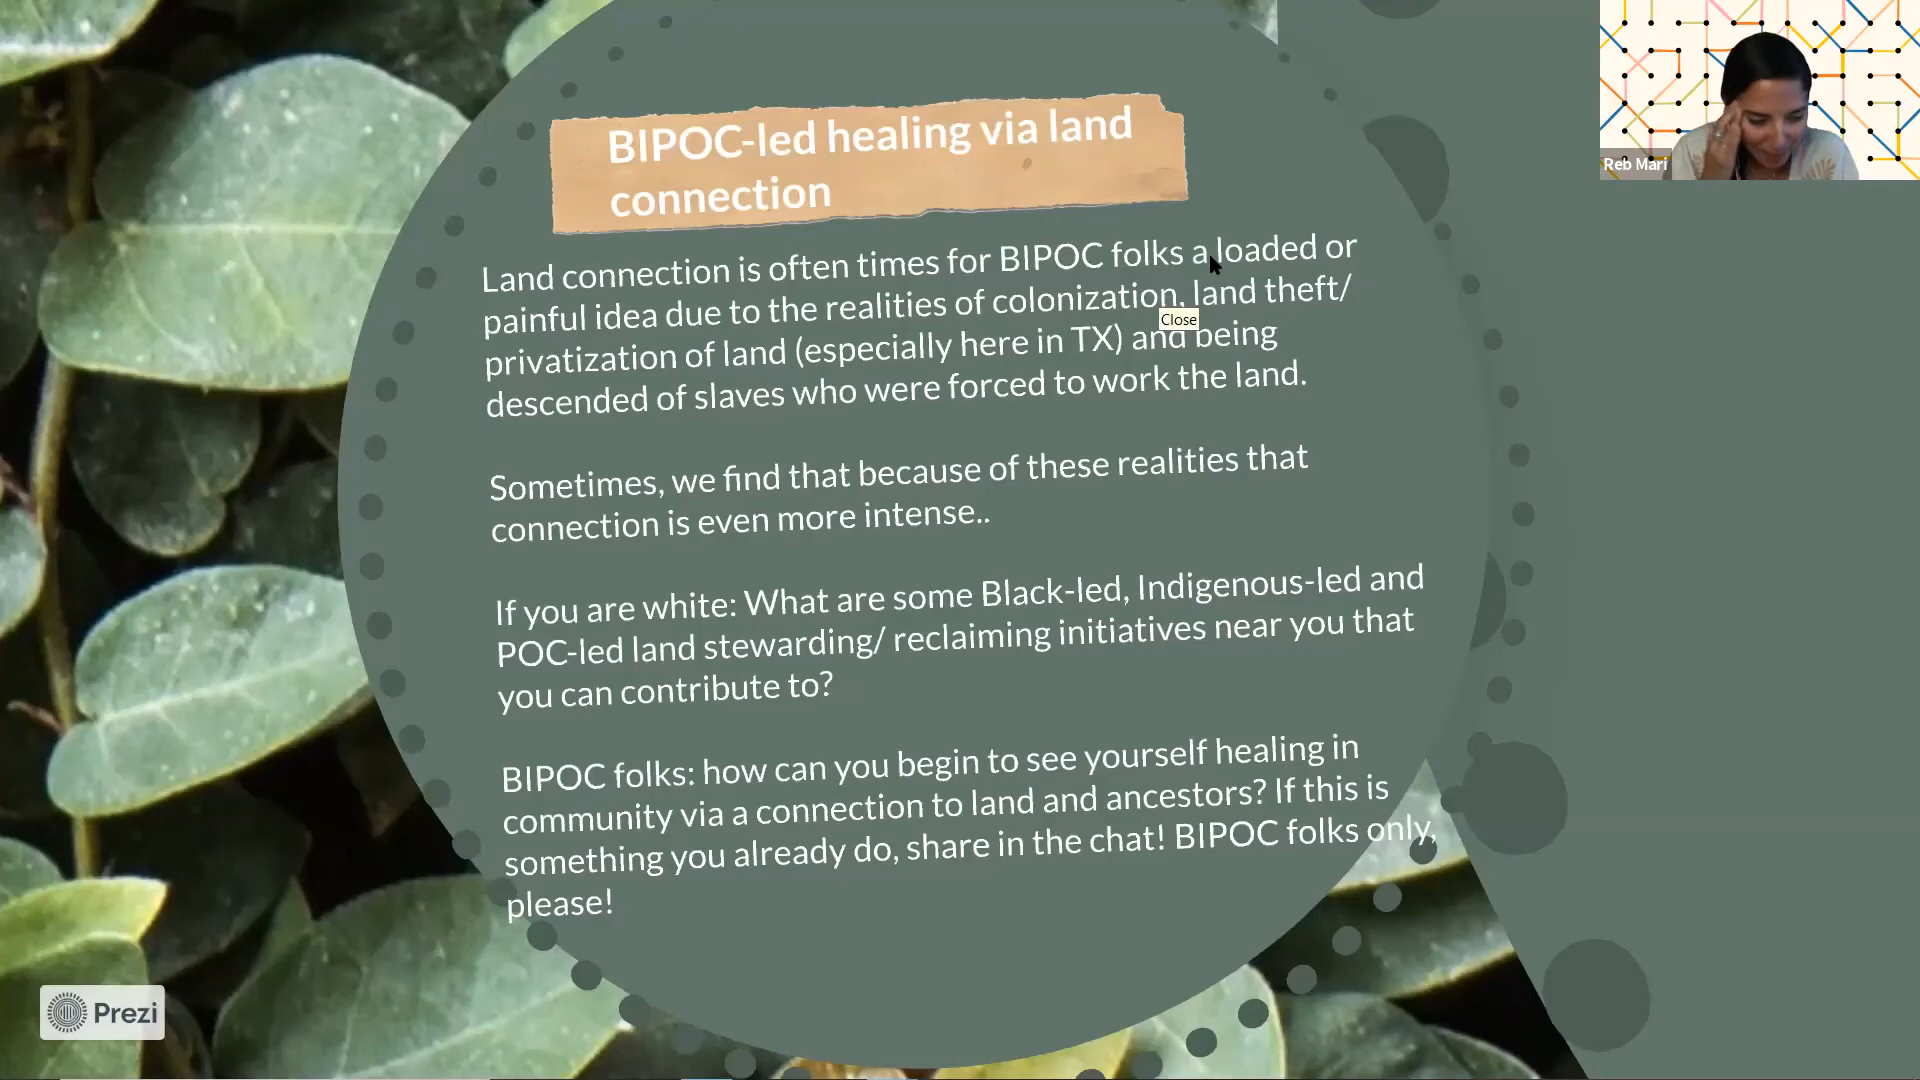 BIPOC-led healing via land
connection
Land connection is often times for BIPOC folks a loaded or
painful idea due to the realities of colonization, land theft/
privatization of land (especially here in TX) and being
descended of slaves who were forced to work the land.
Sometimes, we find that because of these realities that
connection is even more intense..
If you are white: What are some Black-led, Indigenous-led and
POC-led land stewarding/ reclaiming initiatives near you that
you can contribute to?
BIPOC folks: how can you begin to see yourself healing in
community via a connection to land and ancestors? If this is
something you already do, share in the chat! BIPOC folks only,
please!
Close
Reb Mari
Prezi